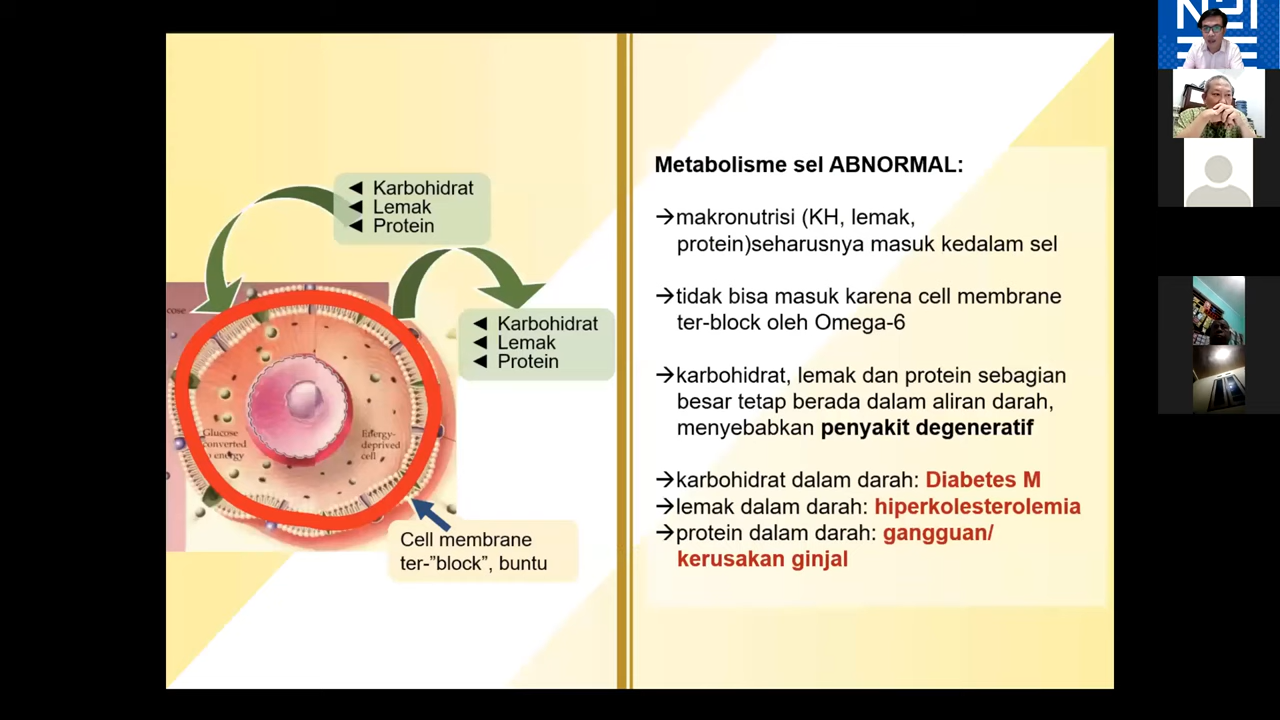 Karbohidrat
Lemak
Protein
Karbohidrat
Lemak
Protein
Glucose
converted
to energy
Energy-
deprived
cell
Cell membrane
ter-”block”, buntu
Metabolisme sel ABNORMAL:
→makronutrisi (KH, lemak,
protein)seharusnya masuk kedalam sel
→tidak bisa masuk karena cell membrane
ter-block oleh Omega-6
→karbohidrat, lemak dan protein sebagian
besar tetap berada dalam aliran darah,
menyebabkan penyakit degeneratif
→karbohidrat dalam darah: Diabetes M
→lemak dalam darah: hiperkolesterolemia
→protein dalam darah: gangguan/
kerusakan ginjal